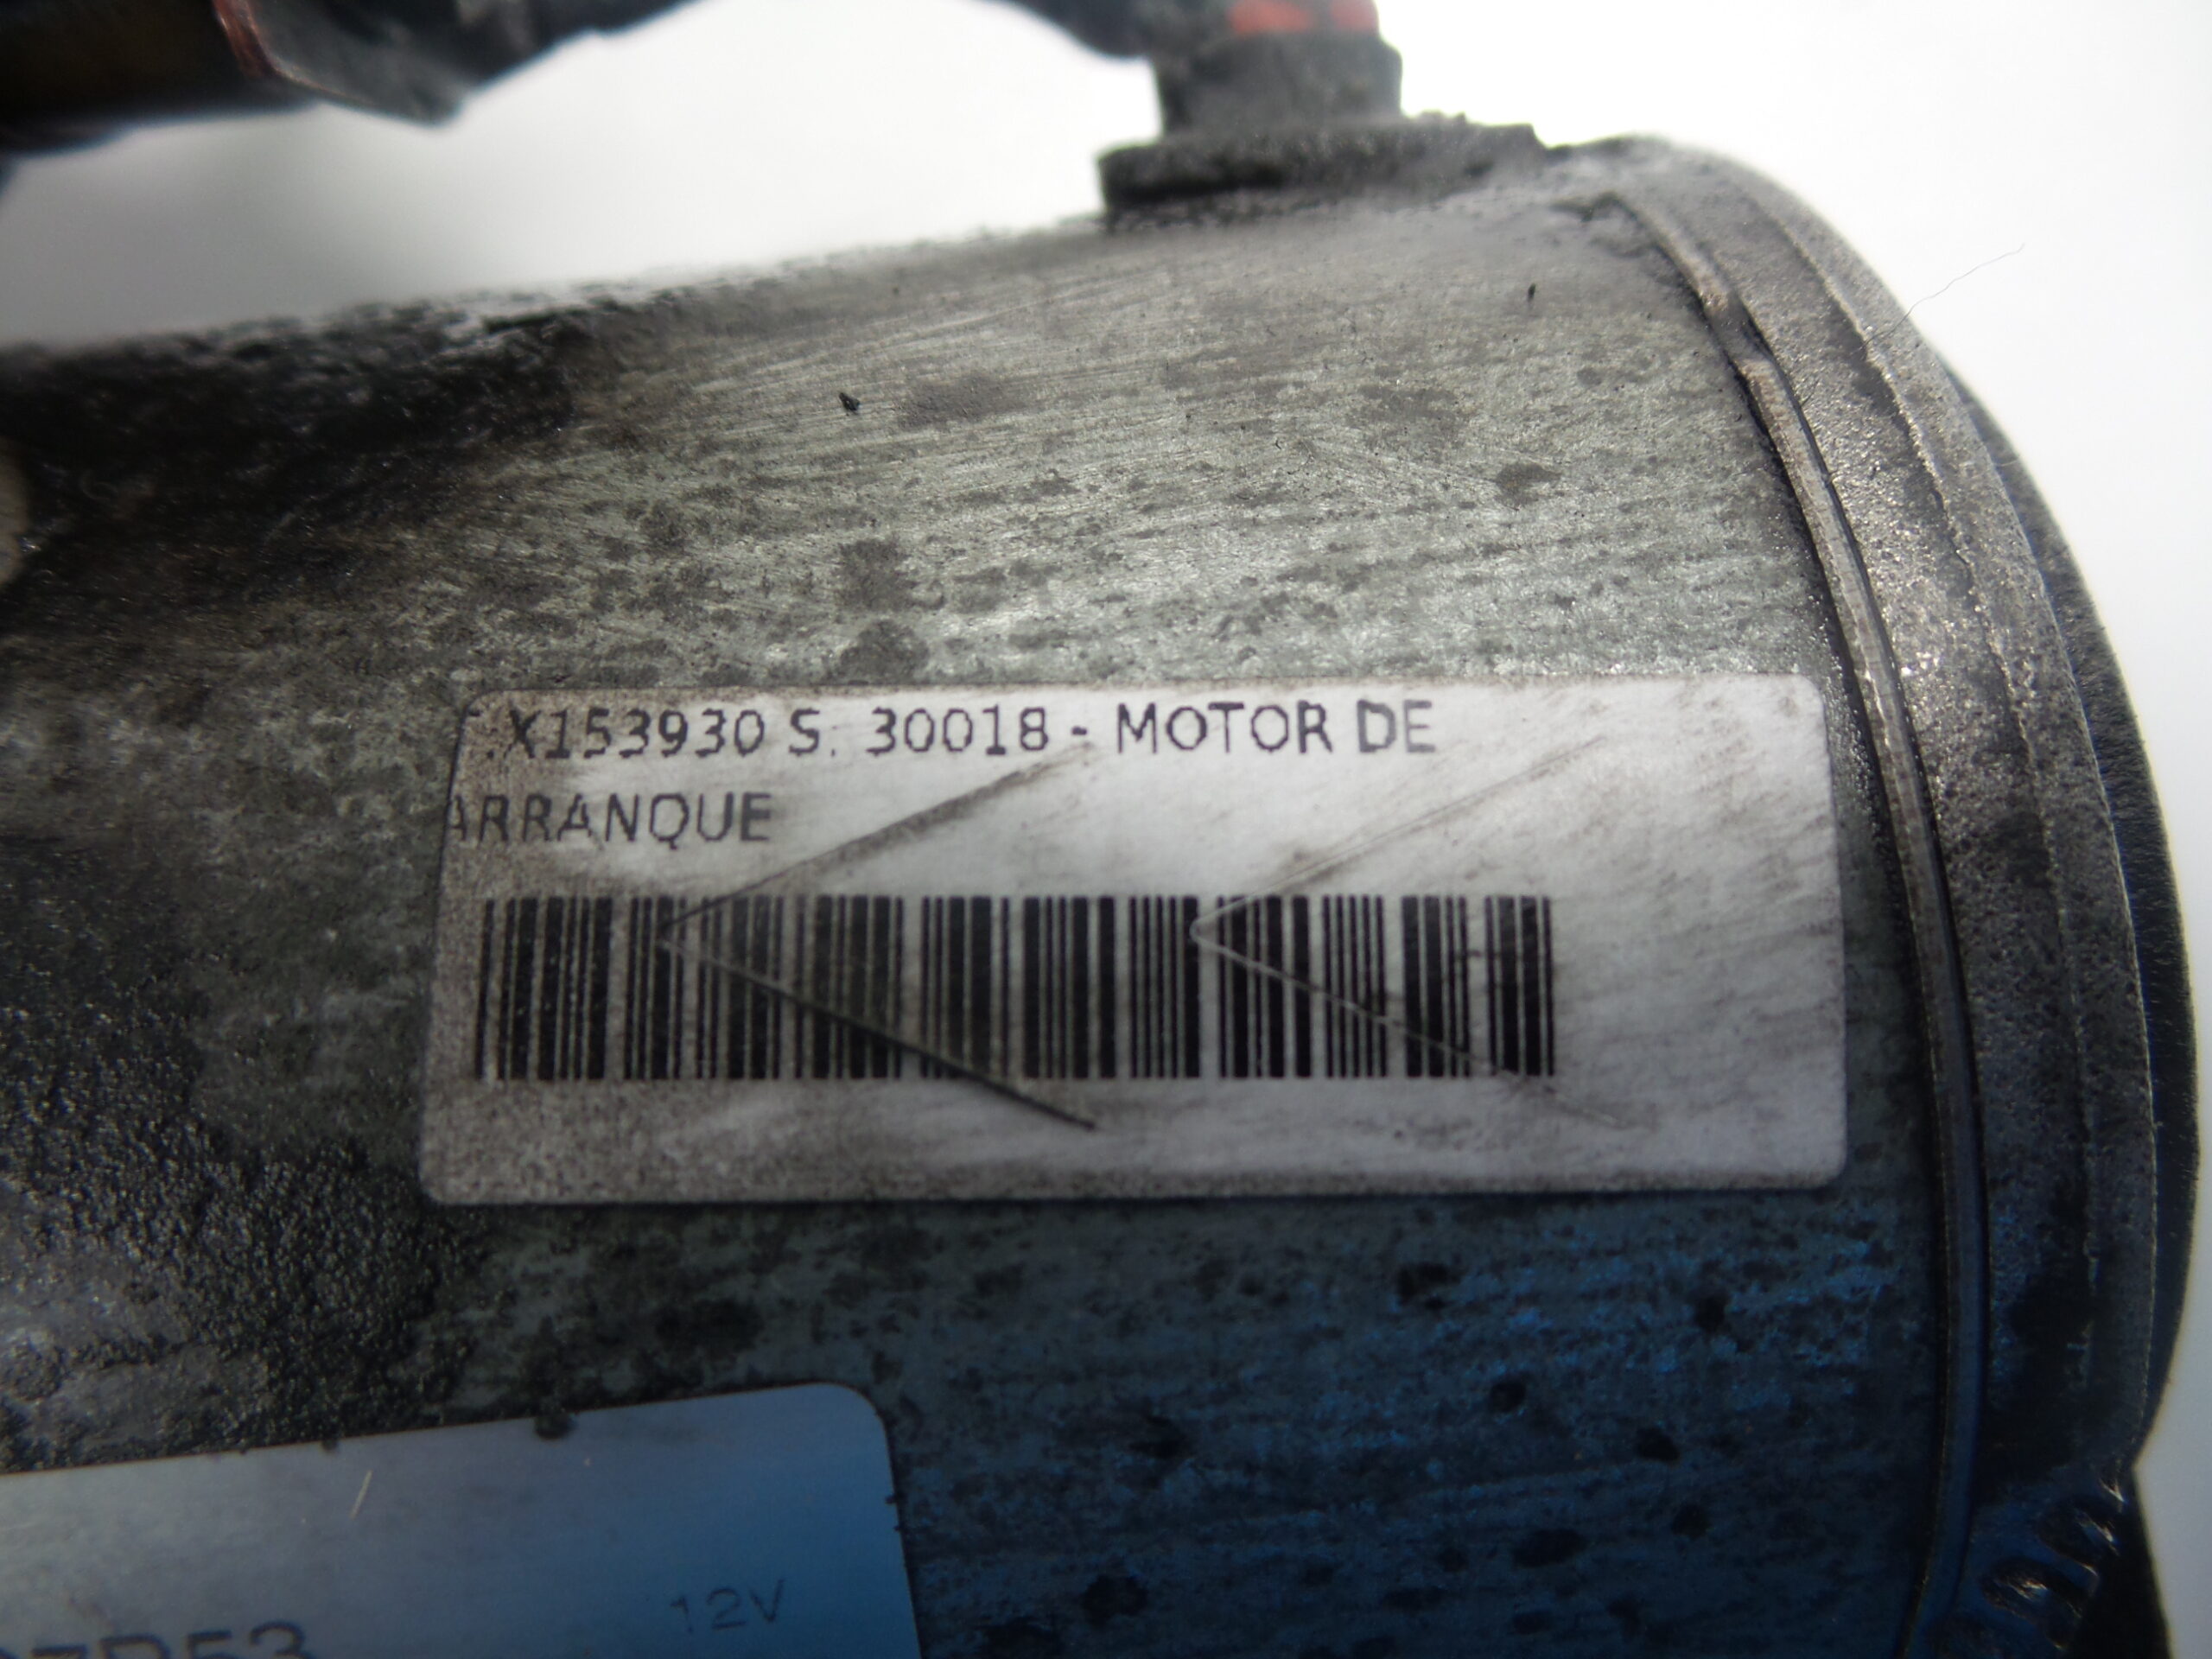 .X153930 S. 30018 - MOTOR DE
ARRANQUE
12V